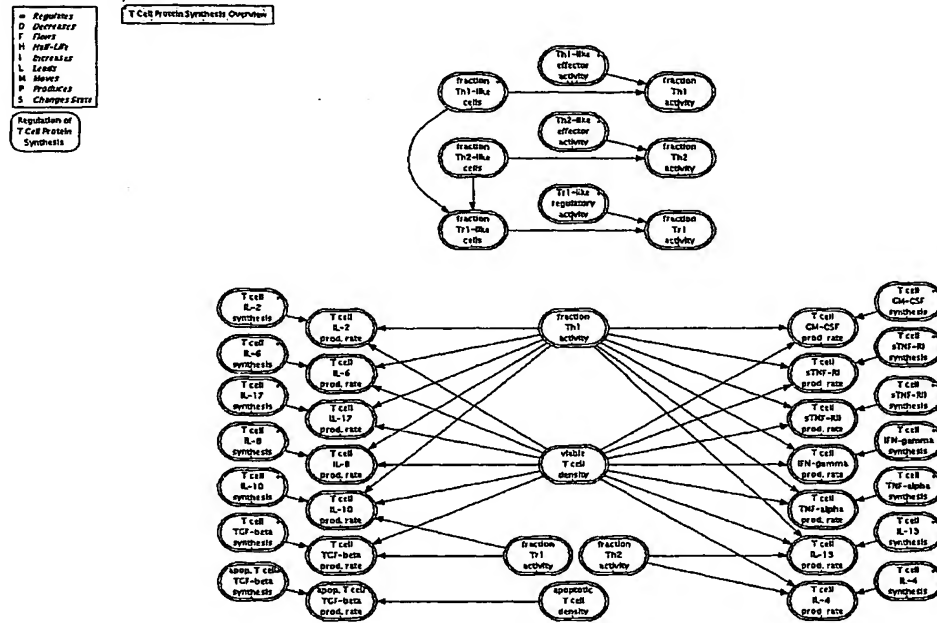 = Regulates
D Decreases
F Flows
H Half-Life
I Increases
L Leads
M Moves
P Produces
S Changes State
Regulation of
T Cell Protein
Synthesis
T Cell Protein Synthesis Overview
Th1-like
effector
activity
fraction
Th1-like
cells
fraction
Th1
activity
Th2-like
effector
activity
fraction
Th2-like
cells
fraction
Th2
activity
Tr1-like
regulatory
activity
fraction
Tr1-like
cells
fraction
Tr1
activity
T cell
IL-2
synthesis
T cell
IL-2
prod. rate
T cell
IL-6
synthesis
T cell
IL-6
prod. rate
T cell
IL-17
synthesis
T cell
IL-17
prod. rate
T cell
IL-8
synthesis
T cell
IL-8
prod. rate
T cell
IL-10
synthesis
T cell
IL-10
prod. rate
T cell
TGF-beta
synthesis
T cell
TGF-beta
prod. rate
apop. T cell
TGF-beta
synthesis
apop. T cell
TGF-beta
prod. rate
fraction
Th1
activity
viable
T cell
density
fraction
Tr1
activity
fraction
Th2
activity
apoptotic
T cell
density
T cell
GM-CSF
prod. rate
T cell
GM-CSF
synthesis
T cell
sTNF-RI
prod. rate
T cell
sTNF-RI
synthesis
T cell
sTNF-RII
prod. rate
T cell
sTNF-RII
synthesis
T cell
IFN-gamma
prod. rate
T cell
IFN-gamma
synthesis
T cell
TNF-alpha
prod. rate
T cell
TNF-alpha
synthesis
T cell
IL-13
prod. rate
T cell
IL-13
synthesis
T cell
IL-4
prod. rate
T cell
IL-4
synthesis